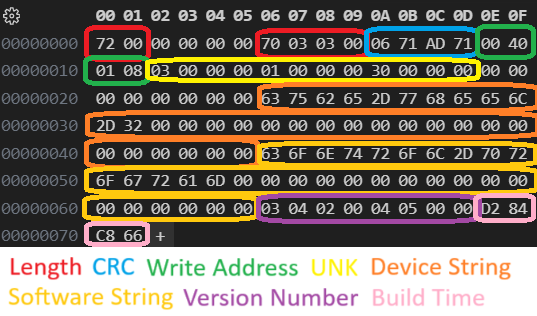 00 01 02 03 04 05 06 07 08 09 0A 0B 0C 0D 0E 0F
00000000 72 00 00 00 00 00 70 03 03 00 06 71 AD 71 00 40
00000010 01 08 03 00 00 00 01 00 00 00 30 00 00 00 00 00
00000020 00 00 00 00 00 00 63 75 62 65 2D 77 68 65 65 6C
00000030 2D 32 00 00 00 00 00 00 00 00 00 00 00 00 00 00
00000040 00 00 00 00 00 00 63 6F 6E 74 72 6F 6C 2D 70 72
00000050 6F 67 72 61 6D 00 00 00 00 00 00 00 00 00 00 00
00000060 00 00 00 00 00 00 03 04 02 00 04 05 00 00 D2 84
00000070 C8 66 +
Length CRC Write Address UNK Device String
Software String Version Number Build Time